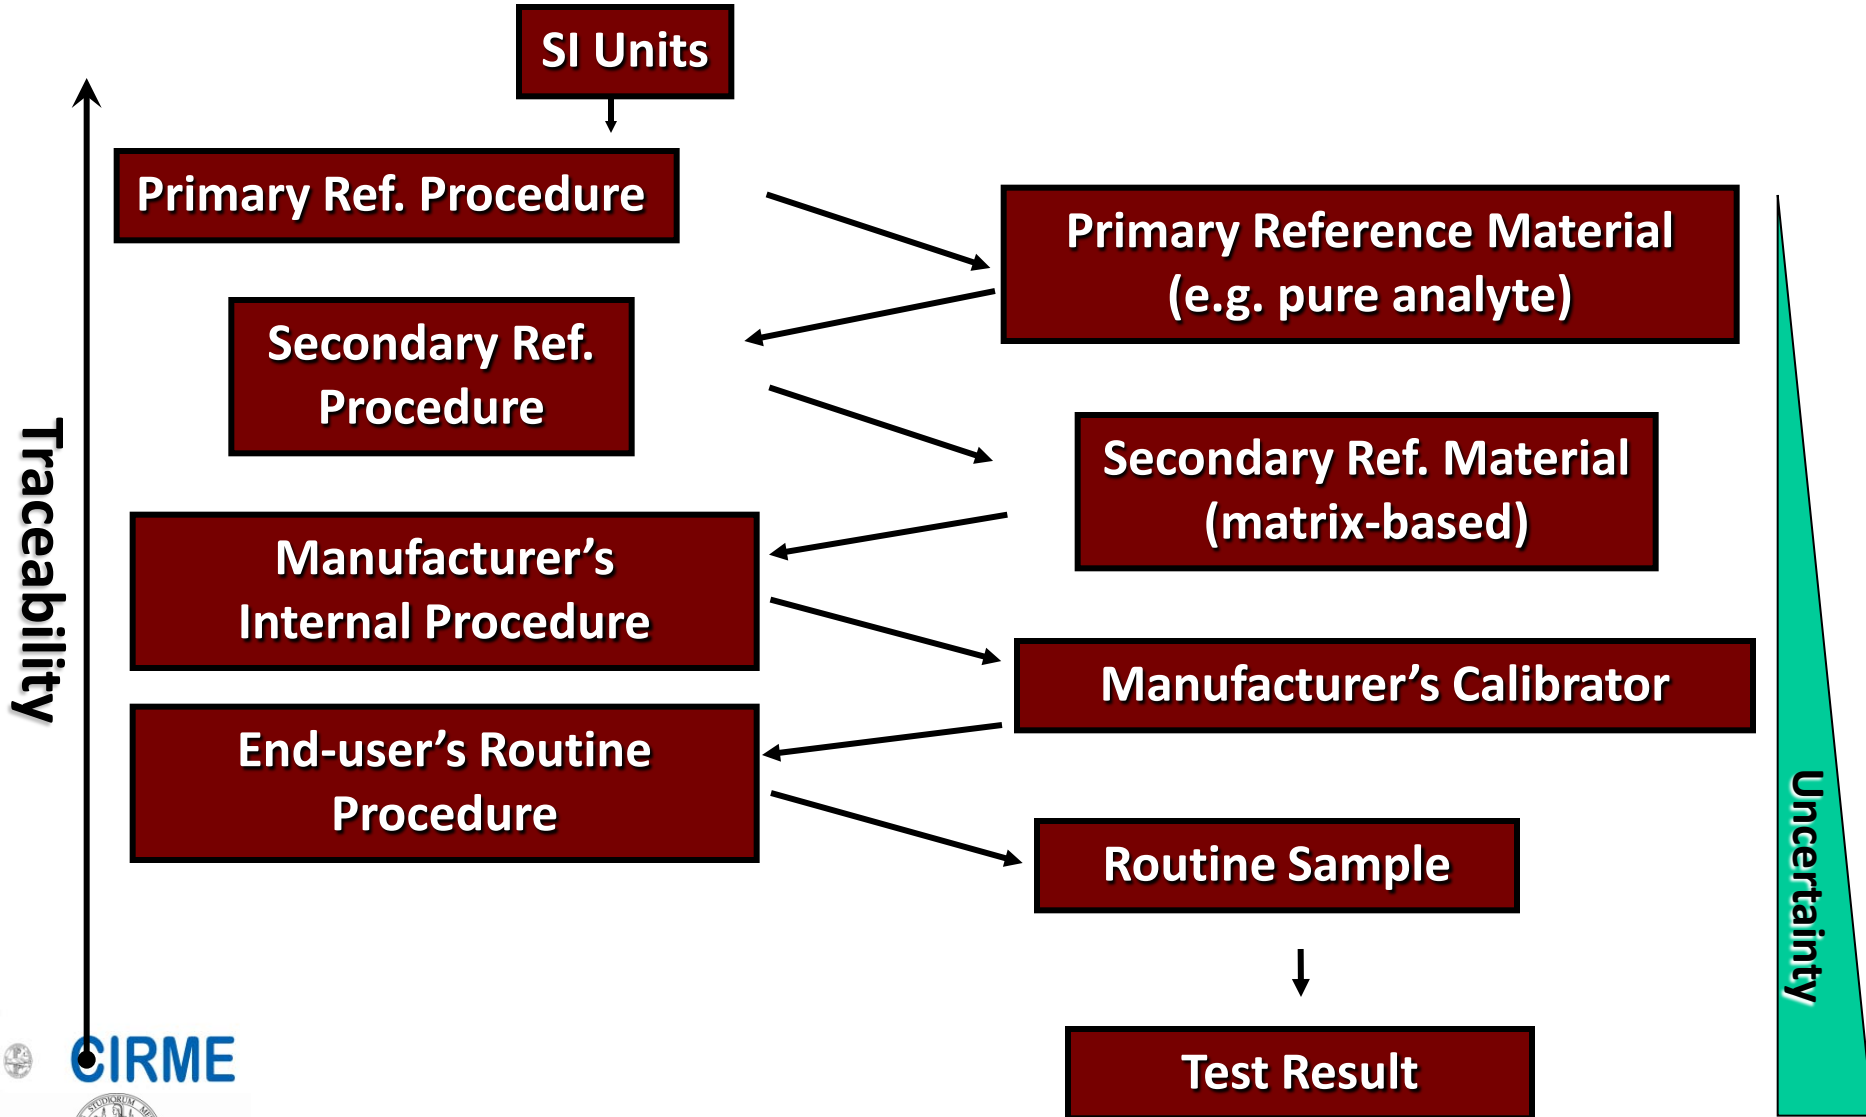 SI Units
Primary Ref. Procedure
Primary Reference Material
(e.g. pure analyte)
Secondary Ref.
Procedure
Secondary Ref. Material
(matrix-based)
Manufacturer’s
Internal Procedure
Manufacturer’s Calibrator
End-user’s Routine
Procedure
Routine Sample
Test Result
Traceability
Uncertainty
CIRME
STUDIORUM